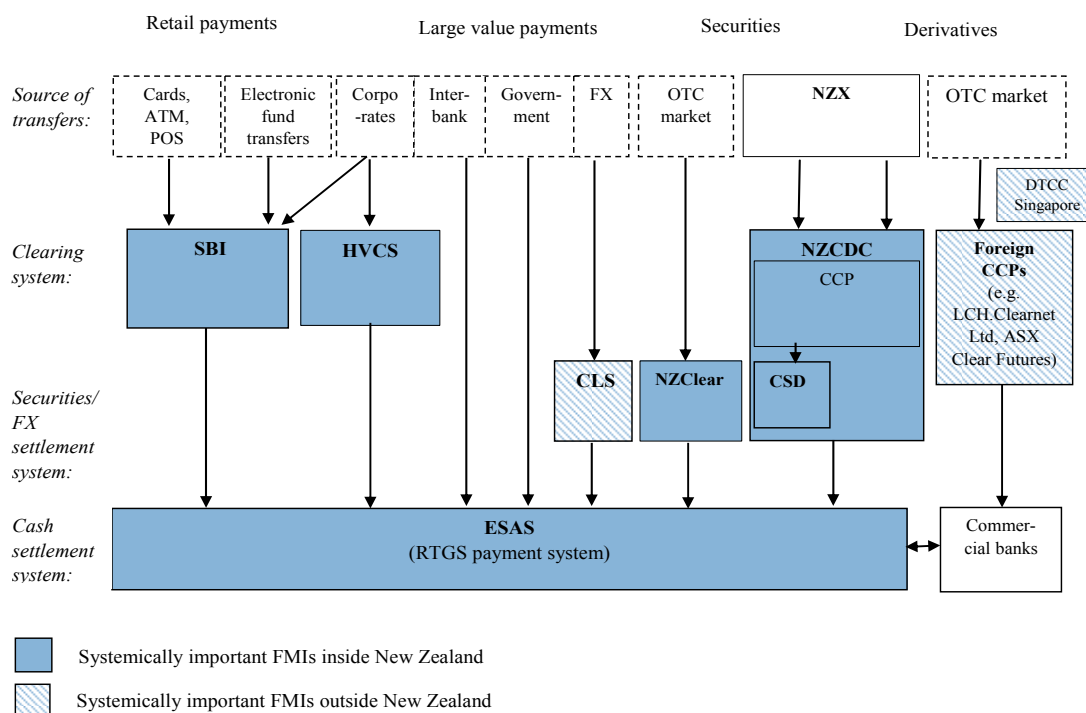 Retail payments
Large value payments
Securities
Derivatives
Source of
transfers:
Cards,
ATM,
POS
Electronic
fund
transfers
Corpo
-rates
Inter-
bank
Govern-
ment
FX
OTC
market
NZX
OTC market
DTCC
Singapore
Clearing
system:
SBI
HVCS
NZCDC
CCP
Foreign
CCPs
(e.g.
LCH.Clearnet
Ltd, ASX
Clear Futures)
Securities/
FX
settlement
system:
CLS
NZClear
CSD
Cash
settlement
system:
ESAS
(RTGS payment system)
Commer-
cial banks
Systemically important FMIs inside New Zealand
Systemically important FMIs outside New Zealand